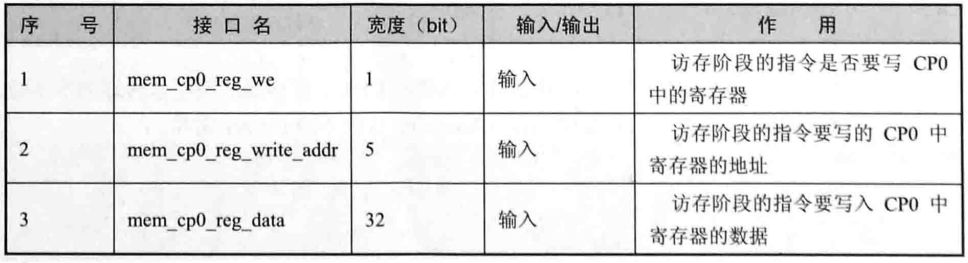 序 号 接 口 名 宽度（bit） 输入/输出 作 用
1 mem_cp0_reg_we 1 输入 访存阶段的指令是否要写 CP0
中的寄存器
2 mem_cp0_reg_write_addr 5 输入 访存阶段的指令要写的 CP0 中
寄存器的地址
3 mem_cp0_reg_data 32 输入 访存阶段的指令要写入 CP0 中
寄存器的数据